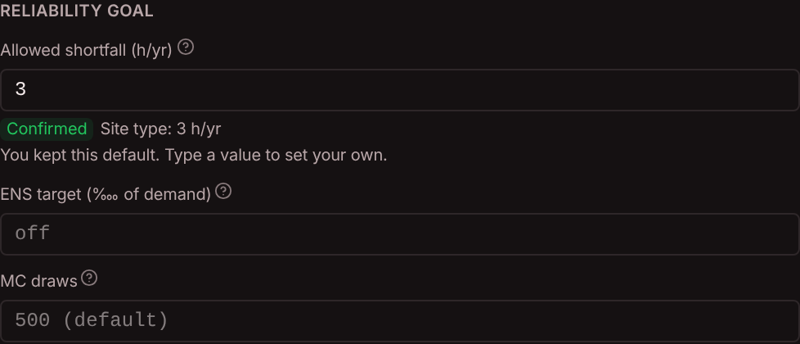 RELIABILITY GOAL
Allowed shortfall (h/yr) ?
3
Confirmed Site type: 3 h/yr
You kept this default. Type a value to set your own.
ENS target (‱ of demand) ?
off
MC draws ?
500 (default)